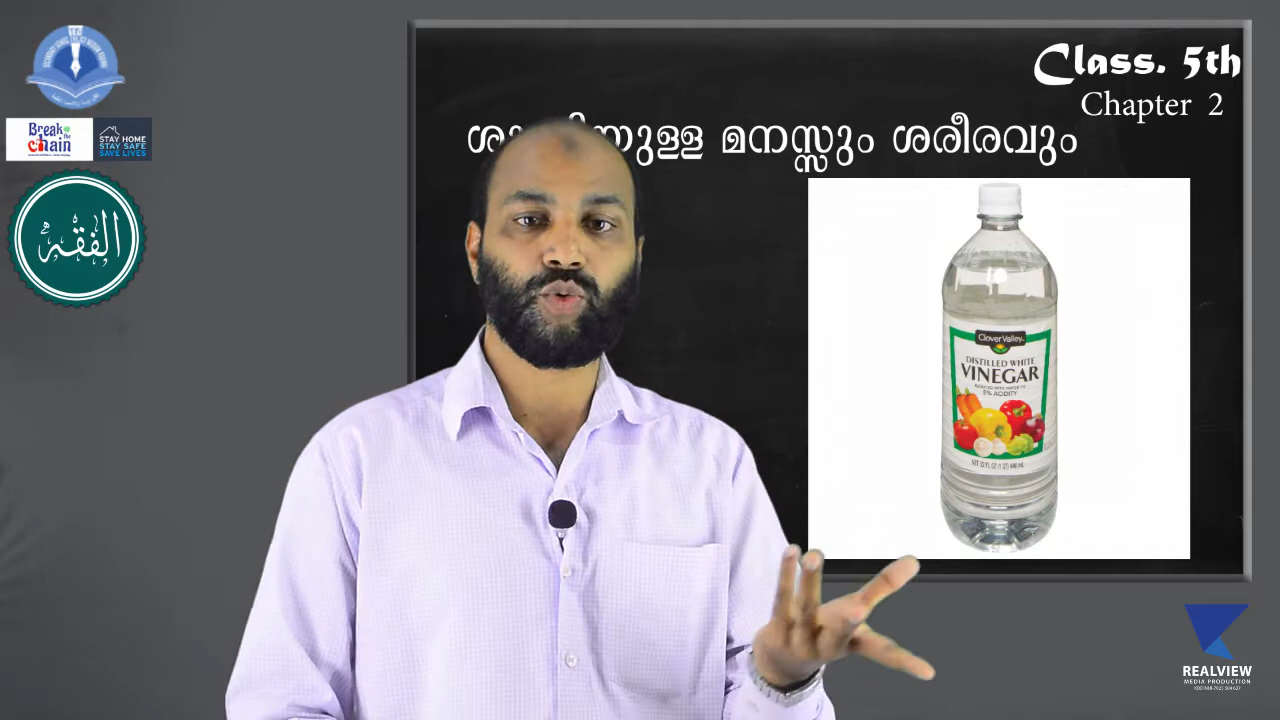 Class. 5th
Chapter 2
മനസ്സും ശരീരവും
Break the chain
STAY HOME
STAY SAFE
SAVE LIVES
الفقه
Clover Valley
DISTILLED WHITE
VINEGAR
5% ACIDITY
REALVIEW
MEDIA PRODUCTION